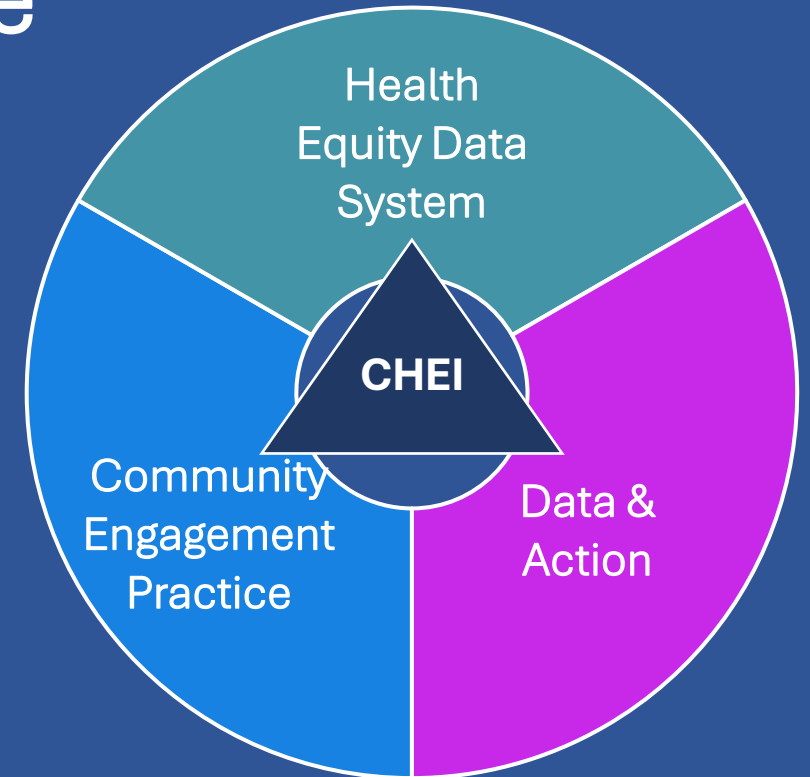 e
Health
Equity Data
System
CHEI
Community
Engagement
Practice
Data &
Action